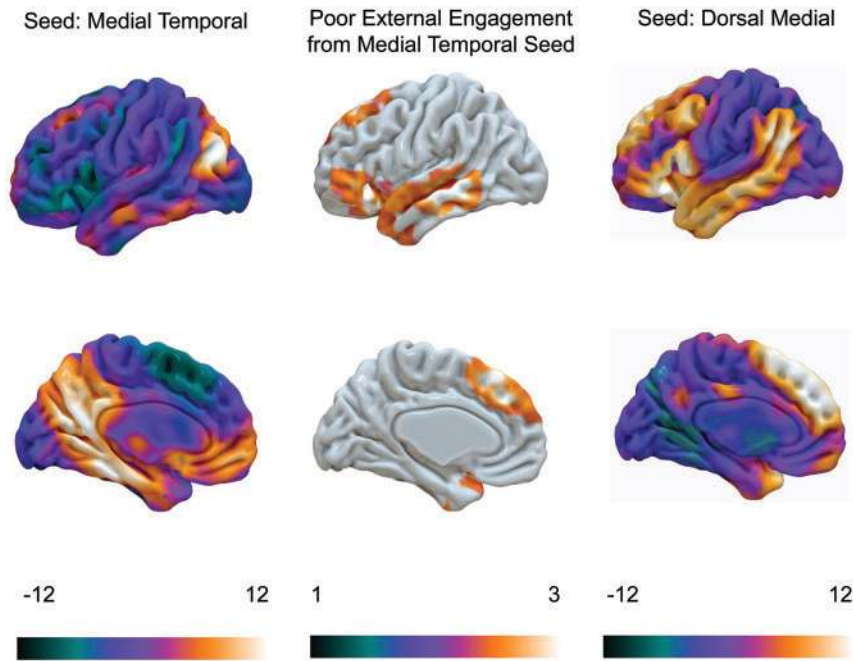 Seed: Medial Temporal
Poor External Engagement
from Medial Temporal Seed
Seed: Dorsal Medial
-12 12
1 3
-12 12